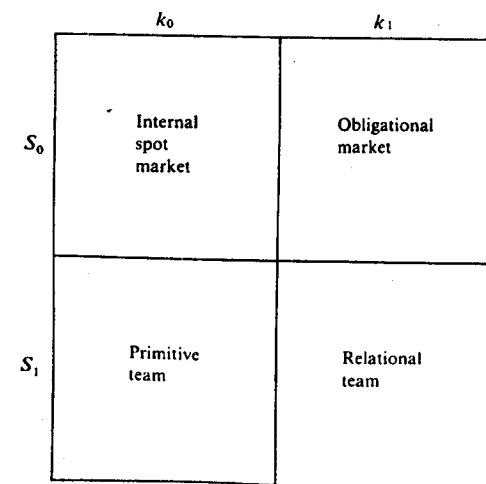 k₀ k₁
S₀
Internal
spot
market
Obligational
market
S₁
Primitive
team
Relational
team